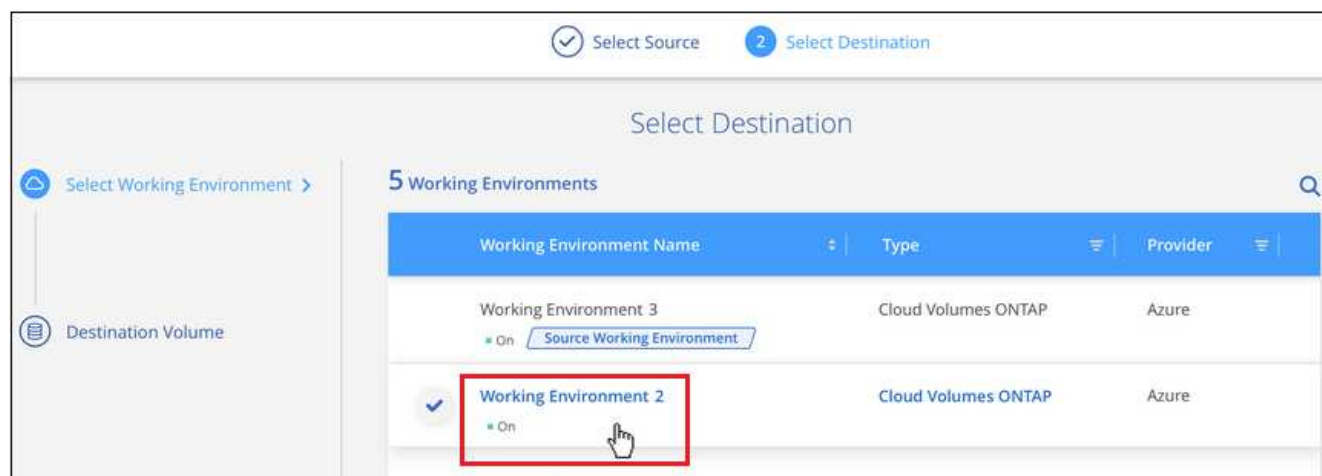 Select Source
2 Select Destination
Select Destination
Select Working Environment >
5 Working Environments
Working Environment Name Type Provider
Working Environment 3 Cloud Volumes ONTAP Azure
On Source Working Environment
Destination Volume
Working Environment 2 Cloud Volumes ONTAP Azure
On